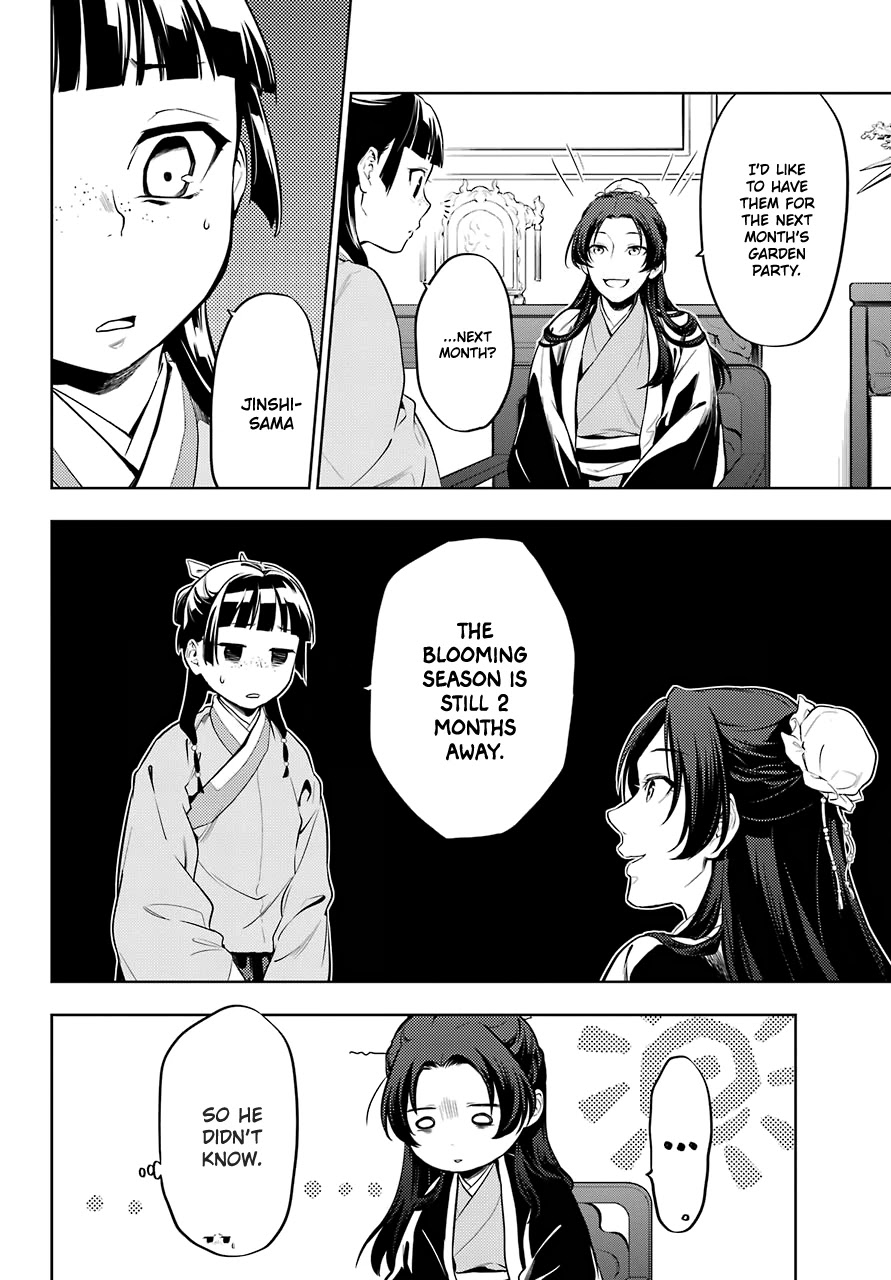 I'D LIKE
TO HAVE
THEM FOR
THE NEXT
MONTH'S
GARDEN
PARTY.
...NEXT
MONTH?
JINSHI-
SAMA
THE
BLOOMING
SEASON IS
STILL 2
MONTHS
AWAY.
...
SO HE
DIDN'T
KNOW.